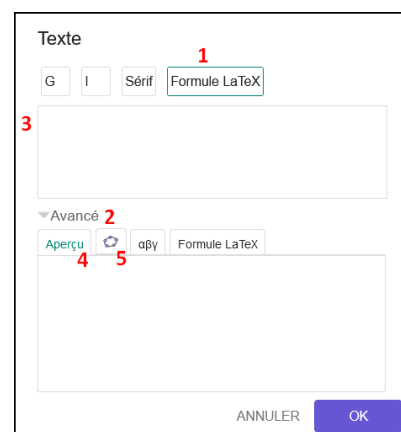 Texte
1
G I Sérif Formule LaTeX
3
Avancé 2
Aperçu αβγ Formule LaTeX
4 5
ANNULER OK